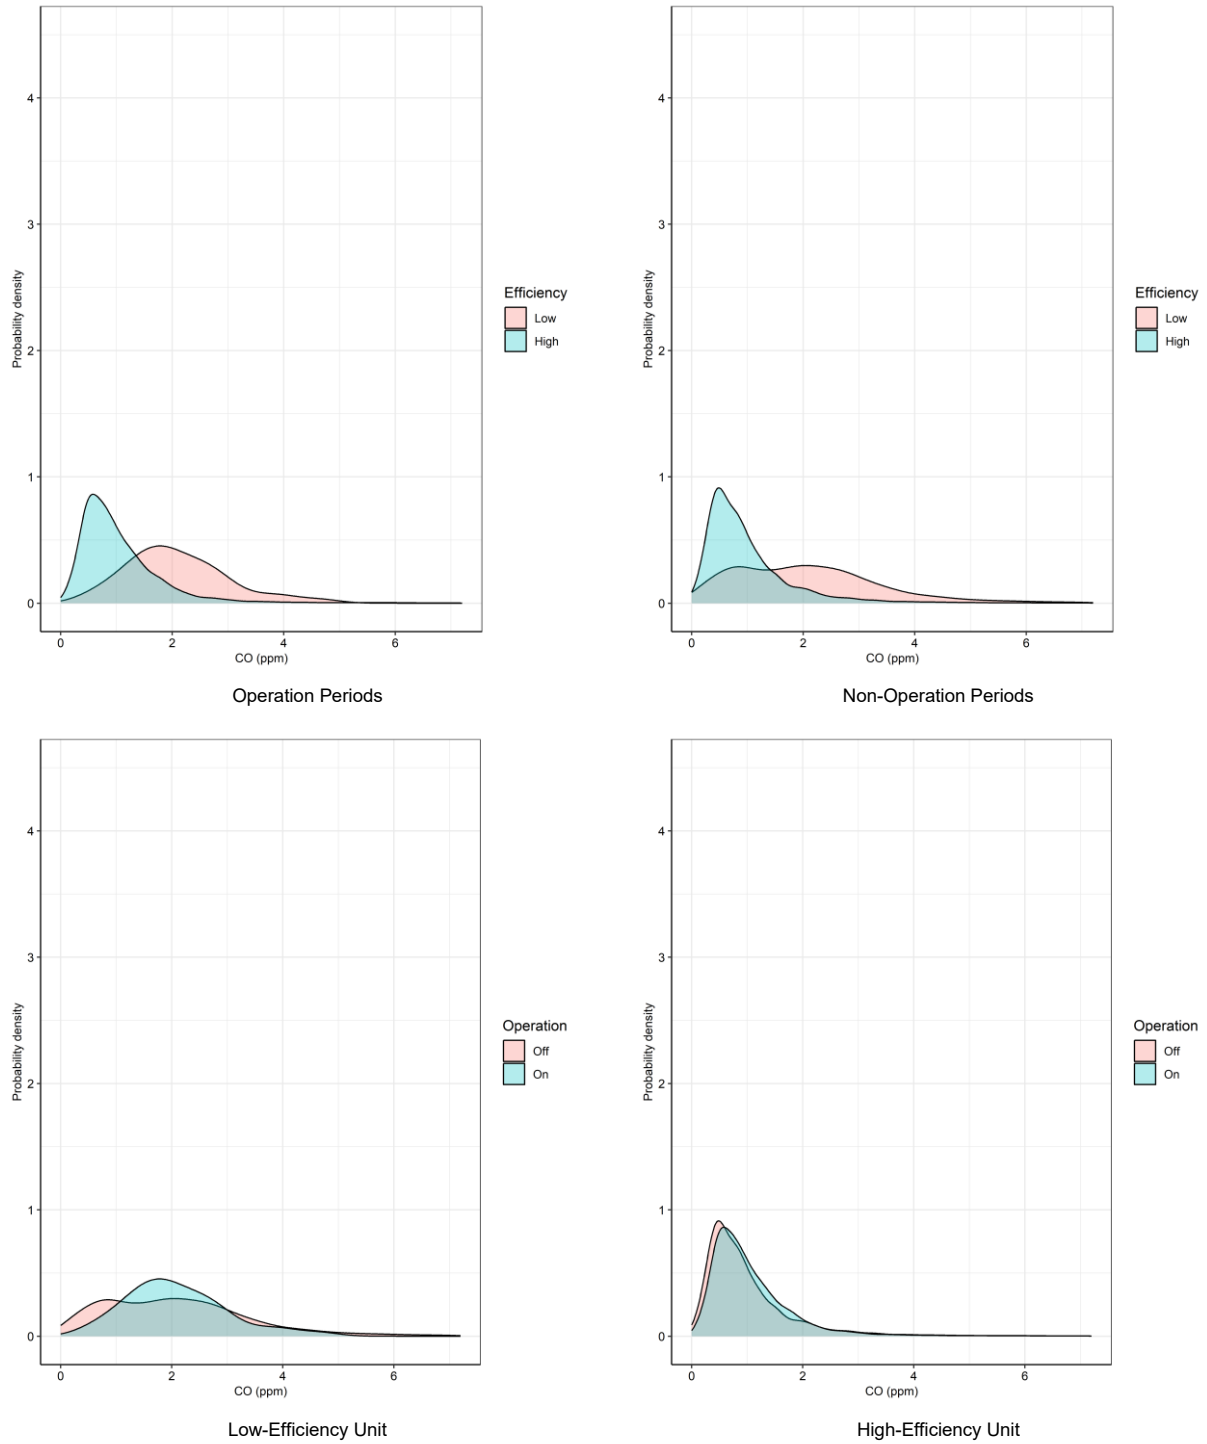 4
3
2
1
0
Probability density
0 2 4 6
CO (ppm)
Efficiency
Low
High
Operation Periods
4
3
2
1
0
Probability density
0 2 4 6
CO (ppm)
Efficiency
Low
High
Non-Operation Periods
4
3
2
1
0
Probability density
0 2 4 6
CO (ppm)
Operation
Off
On
Low-Efficiency Unit
4
3
2
1
0
Probability density
0 2 4 6
CO (ppm)
Operation
Off
On
High-Efficiency Unit